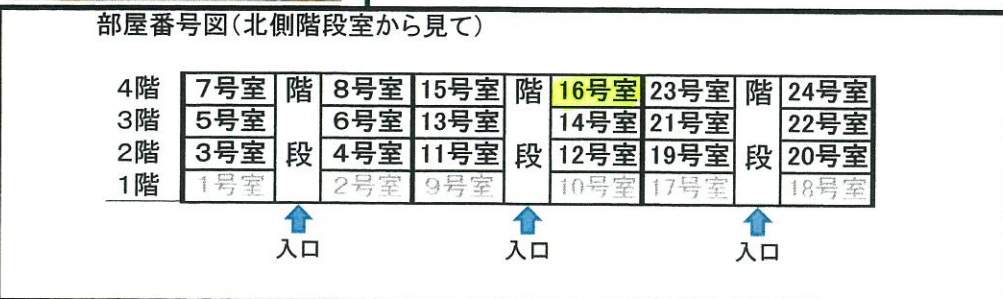 部屋番号図(北側階段室から見て)
4階 7号室 階 8号室 15号室 階 16号室 23号室 階 24号室
3階 5号室 6号室 13号室 14号室 21号室 22号室
2階 3号室 段 4号室 11号室 段 12号室 19号室 段 20号室
1階 1号室 2号室 9号室 10号室 17号室 18号室
入口 入口 入口